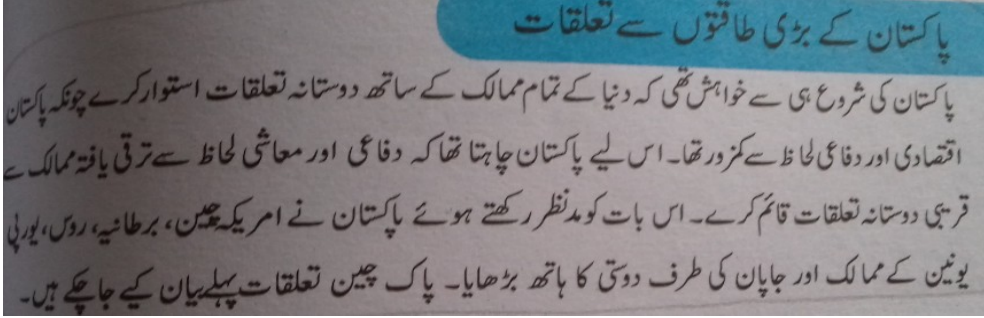 پاکستان کے بڑی طاقتوں سے تعلقات
پاکستان کی شروع ہی سے خواہش تھی کہ دنیا کے تمام ممالک کے ساتھ دوستانہ تعلقات استوار کرے چونکہ پاکستان
اقتصادی اور دفاعی لحاظ سے کمزور تھا۔ اس لیے پاکستان چاہتا تھا کہ دفاعی اور معاشی لحاظ سے ترقی یافتہ ممالک سے
قریبی دوستانہ تعلقات قائم کرے۔ اس بات کو مدنظر رکھتے ہوئے پاکستان نے امریکہ، چین، برطانیہ، روس، یورپی
یونین کے ممالک اور جاپان کی طرف دوستی کا ہاتھ بڑھایا۔ پاک چین تعلقات پہلے بیان کیے جا چکے ہیں۔